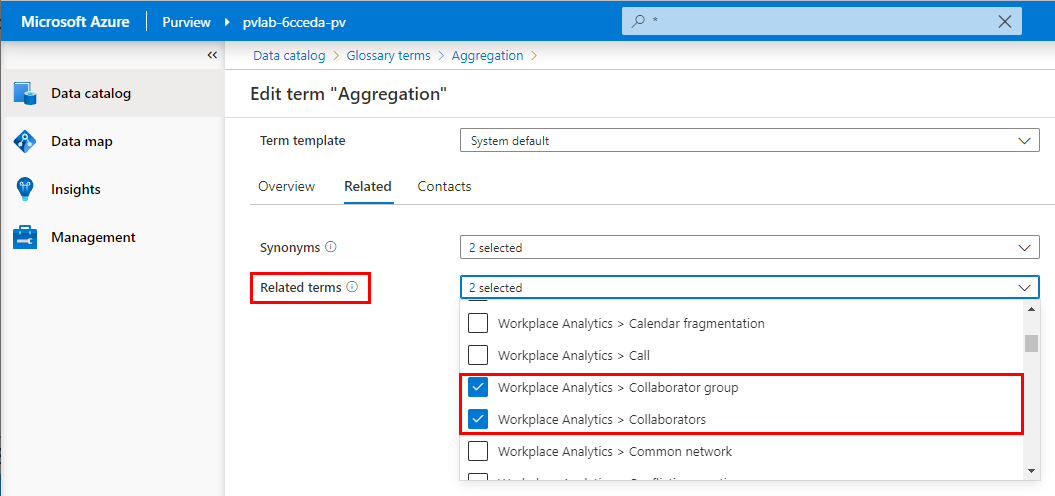 Microsoft Azure Purview pvlab-6cceda-pv *
Data catalog > Glossary terms > Aggregation >
Data catalog
Data map
Insights
Management
Edit term "Aggregation"
Term template System default
Overview Related Contacts
Synonyms 2 selected
Related terms 2 selected
Workplace Analytics > Calendar fragmentation
Workplace Analytics > Call
Workplace Analytics > Collaborator group
Workplace Analytics > Collaborators
Workplace Analytics > Common network